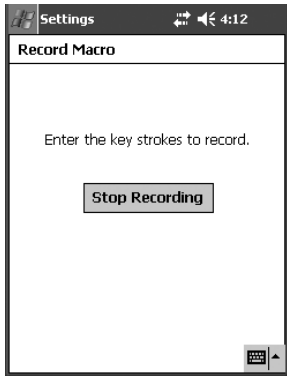 Settings 4:12
Record Macro
Enter the key strokes to record.
Stop Recording